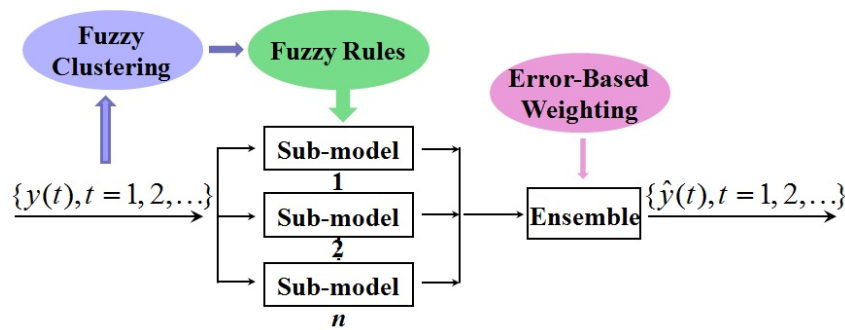 Fuzzy
Clustering
Fuzzy Rules
Error-Based
Weighting
{y(t), t = 1, 2, …}
Sub-model
1
Sub-model
2
Sub-model
n
Ensemble
{ŷ(t), t = 1, 2, …}